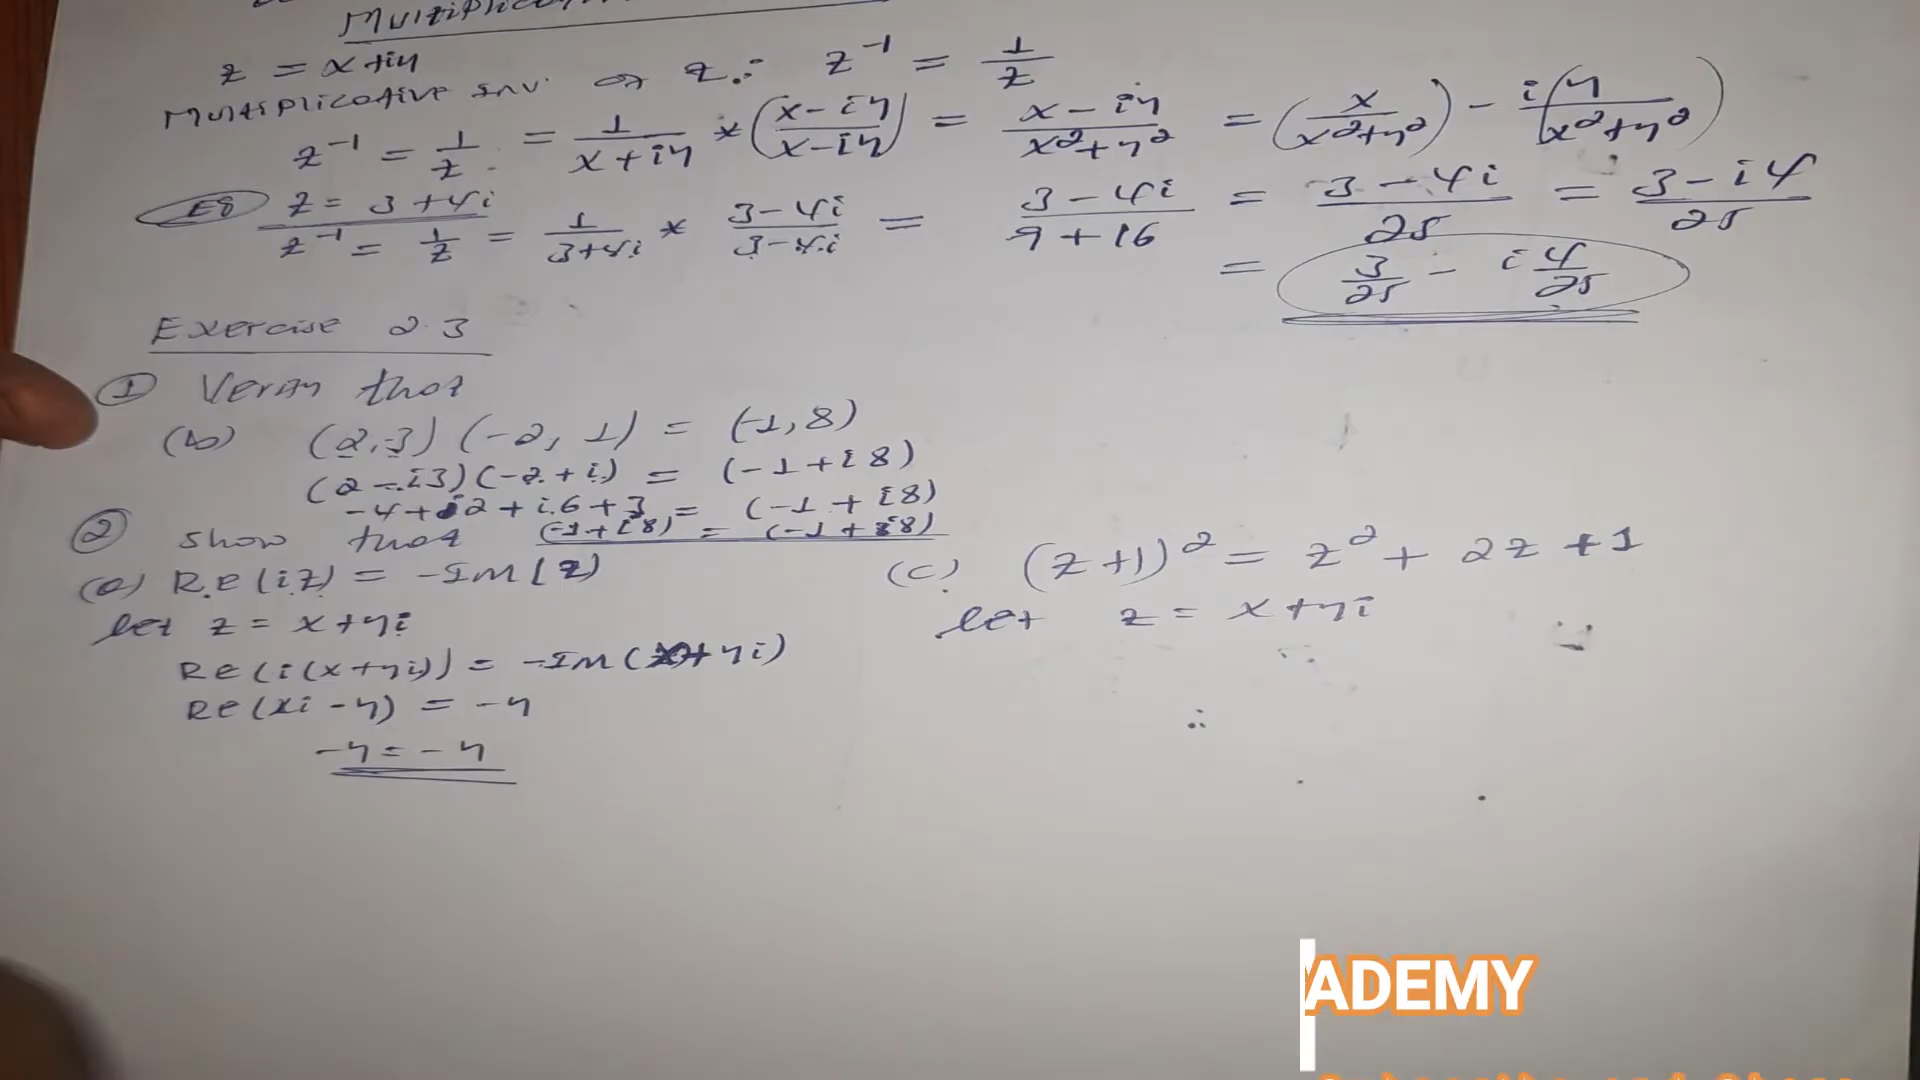 z = x+iy
Multiplicative Inv. of z: z⁻¹ = 1/z
z⁻¹ = 1/z = 1/(x+iy) * ((x-iy)/(x-iy)) = (x-iy)/(x²+y²) = (x/(x²+y²)) - i(y/(x²+y²))
Eg z = 3+4i
z⁻¹ = 1/z = 1/(3+4i) * (3-4i)/(3-4i) = (3-4i)/(9+16) = (3-4i)/25 = (3-i4)/25
= 3/25 - i 4/25
Exercise 2.3
① Verify that
(b) (2,-3) (-2, 1) = (-1, 8)
(2-i3)(-2+i) = (-1+i8)
-4+i2+i6+3 = (-1+i8)
(-1+i8) = (-1+i8)
② show that
(a) Re(iz) = -Im(z)
let z = x+yi
Re(i(x+yi)) = -Im(x+yi)
Re(xi-y) = -y
-y = -y
(c) (z+1)² = z² + 2z +1
let z = x+yi
ADEMY